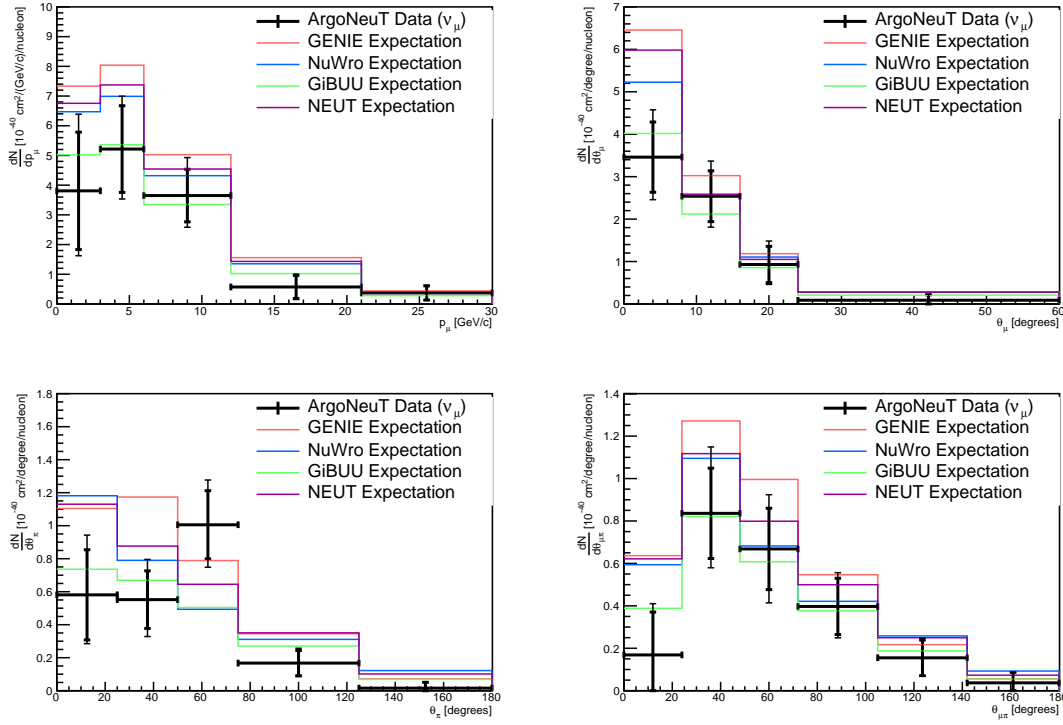 ArgoNeuT Data (ν_μ)
GENIE Expectation
NuWro Expectation
GiBUU Expectation
NEUT Expectation
dN/dp_μ [10^-40 cm²/(GeV/c)/nucleon]
10
9
8
7
6
5
4
3
2
1
0
0 5 10 15 20 25 30
p_μ [GeV/c]
ArgoNeuT Data (ν_μ)
GENIE Expectation
NuWro Expectation
GiBUU Expectation
NEUT Expectation
dN/dθ_μ [10^-40 cm²/degree/nucleon]
7
6
5
4
3
2
1
0
0 10 20 30 40 50 60
θ_μ [degrees]
ArgoNeuT Data (ν_μ)
GENIE Expectation
NuWro Expectation
GiBUU Expectation
NEUT Expectation
dN/dθ_π [10^-40 cm²/degree/nucleon]
1.8
1.6
1.4
1.2
1
0.8
0.6
0.4
0.2
0
0 20 40 60 80 100 120 140 160 180
θ_π [degrees]
ArgoNeuT Data (ν_μ)
GENIE Expectation
NuWro Expectation
GiBUU Expectation
NEUT Expectation
dN/dθ_μπ [10^-40 cm²/degree/nucleon]
1.4
1.2
1
0.8
0.6
0.4
0.2
0
0 20 40 60 80 100 120 140 160 180
θ_μπ [degrees]